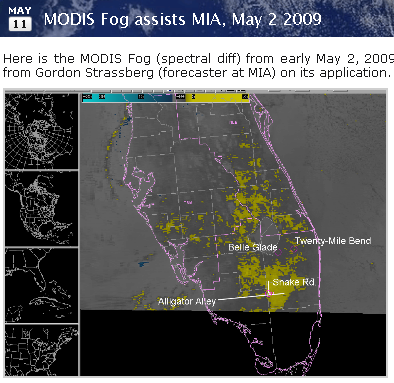 MAY
11
MODIS Fog assists MIA, May 2 2009
Here is the MODIS Fog (spectral diff) from early May 2, 2009
from Gordon Strassberg (forecaster at MIA) on its application.
Belle Glade
Twenty-Mile Bend
Snake Rd
Alligator Alley